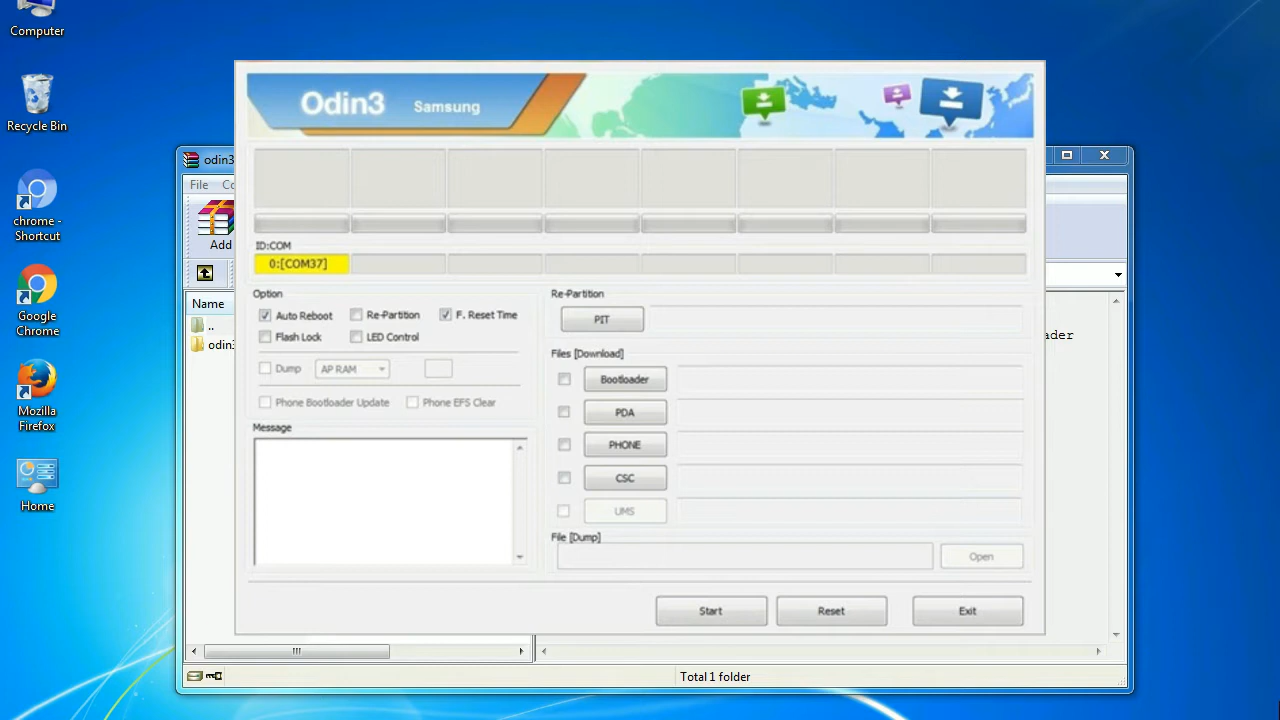 Computer
Recycle Bin
chrome -
Shortcut
Google
Chrome
Mozilla
Firefox
Home
odin3
File
Add
Name
..
odin3
Odin3 Samsung
ID:COM
0:[COM37]
Option
Auto Reboot Re-Partition F. Reset Time
Flash Lock LED Control
Dump AP RAM
Phone Bootloader Update Phone EFS Clear
Message
Re-Partition
PIT
Files [Download]
Bootloader
PDA
PHONE
CSC
UMS
File [Dump]
Open
Start Reset Exit
ader
Total 1 folder